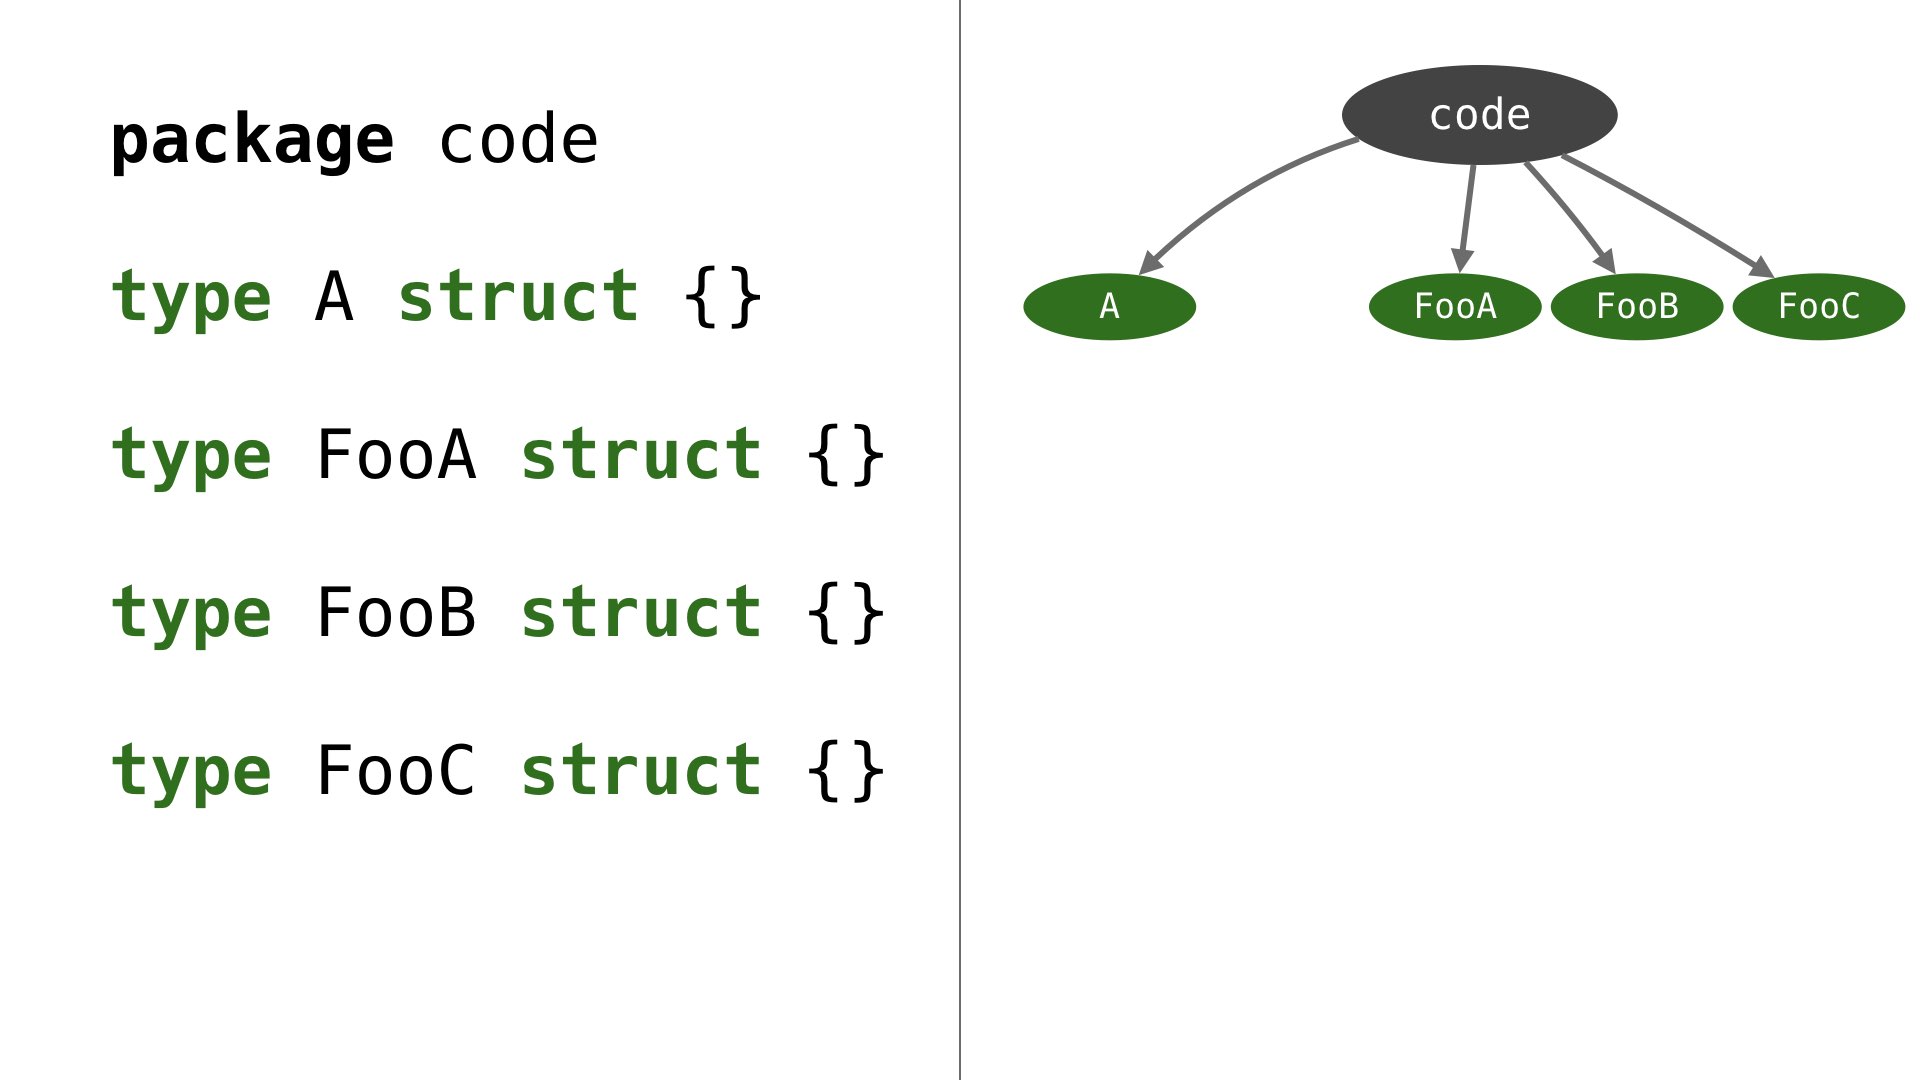 package code
type A struct {}
type FooA struct {}
type FooB struct {}
type FooC struct {}
code
A
FooA
FooB
FooC